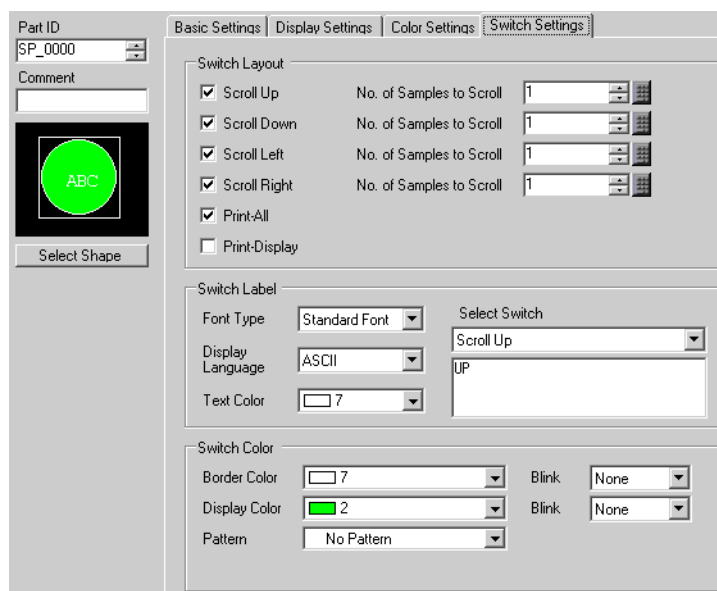 Part ID
SP_0000
Comment
ABC
Select Shape
Basic Settings Display Settings Color Settings Switch Settings
Switch Layout
Scroll Up No. of Samples to Scroll 1
Scroll Down No. of Samples to Scroll 1
Scroll Left No. of Samples to Scroll 1
Scroll Right No. of Samples to Scroll 1
Print-All
Print-Display
Switch Label
Font Type Standard Font
Display Language ASCII
Text Color 7
Select Switch
Scroll Up
UP
Switch Color
Border Color 7 Blink None
Display Color 2 Blink None
Pattern No Pattern